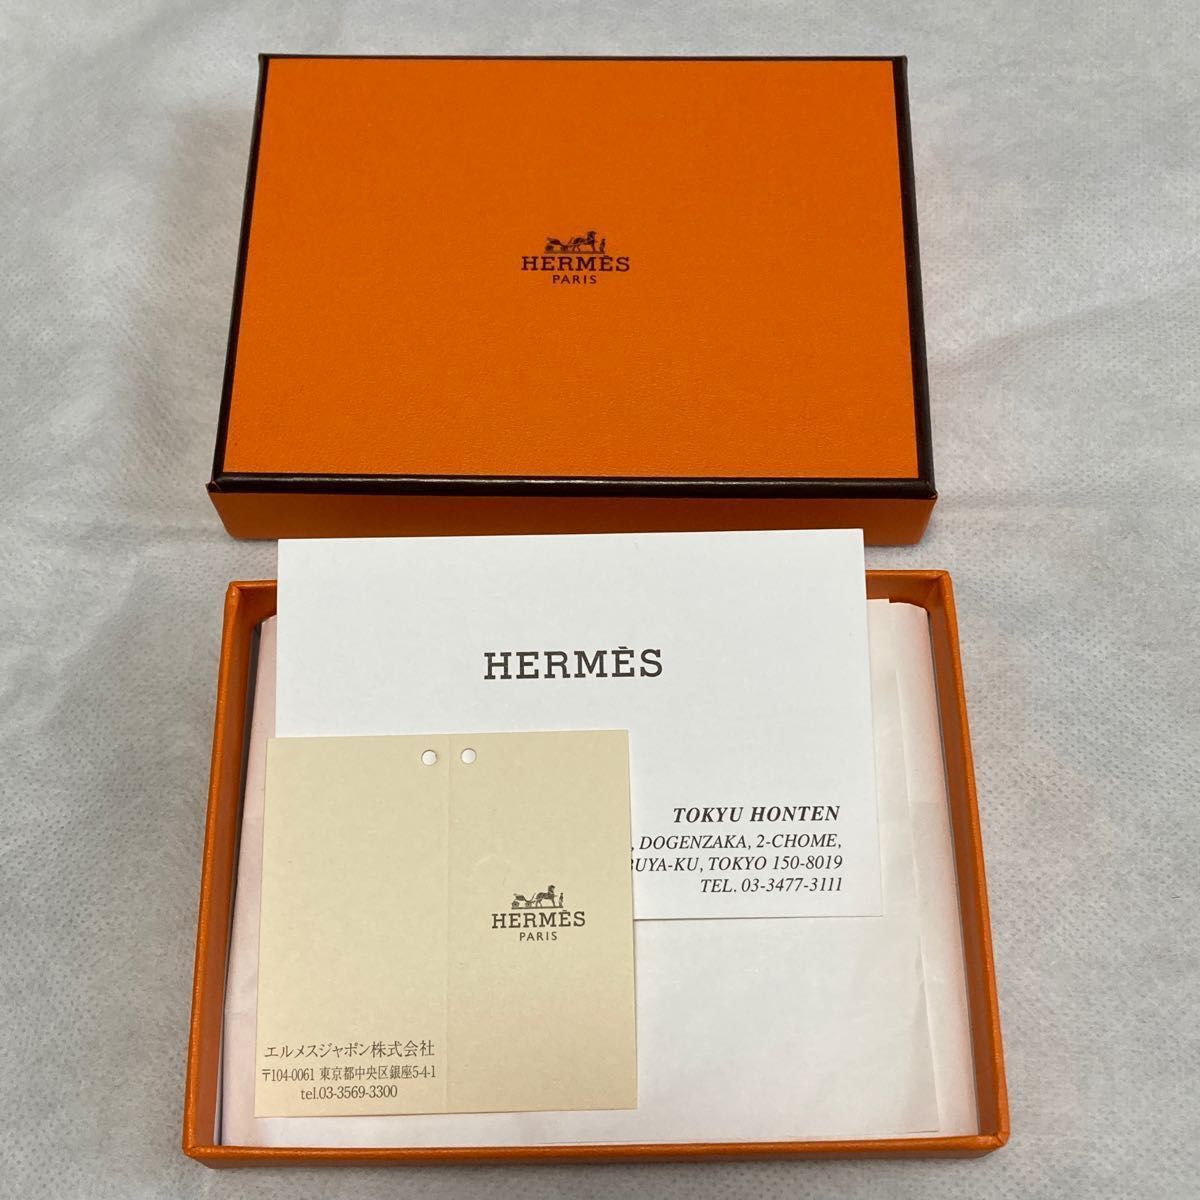 HERMÈS
PARIS
HERMÈS
TOKYU HONTEN
, DOGENZAKA, 2-CHOME,
BUYA-KU, TOKYO 150-8019
TEL. 03-3477-3111
HERMÈS
PARIS
エルメスジャポン株式会社
〒104-0061 東京都中央区銀座5-4-1
tel.03-3569-3300